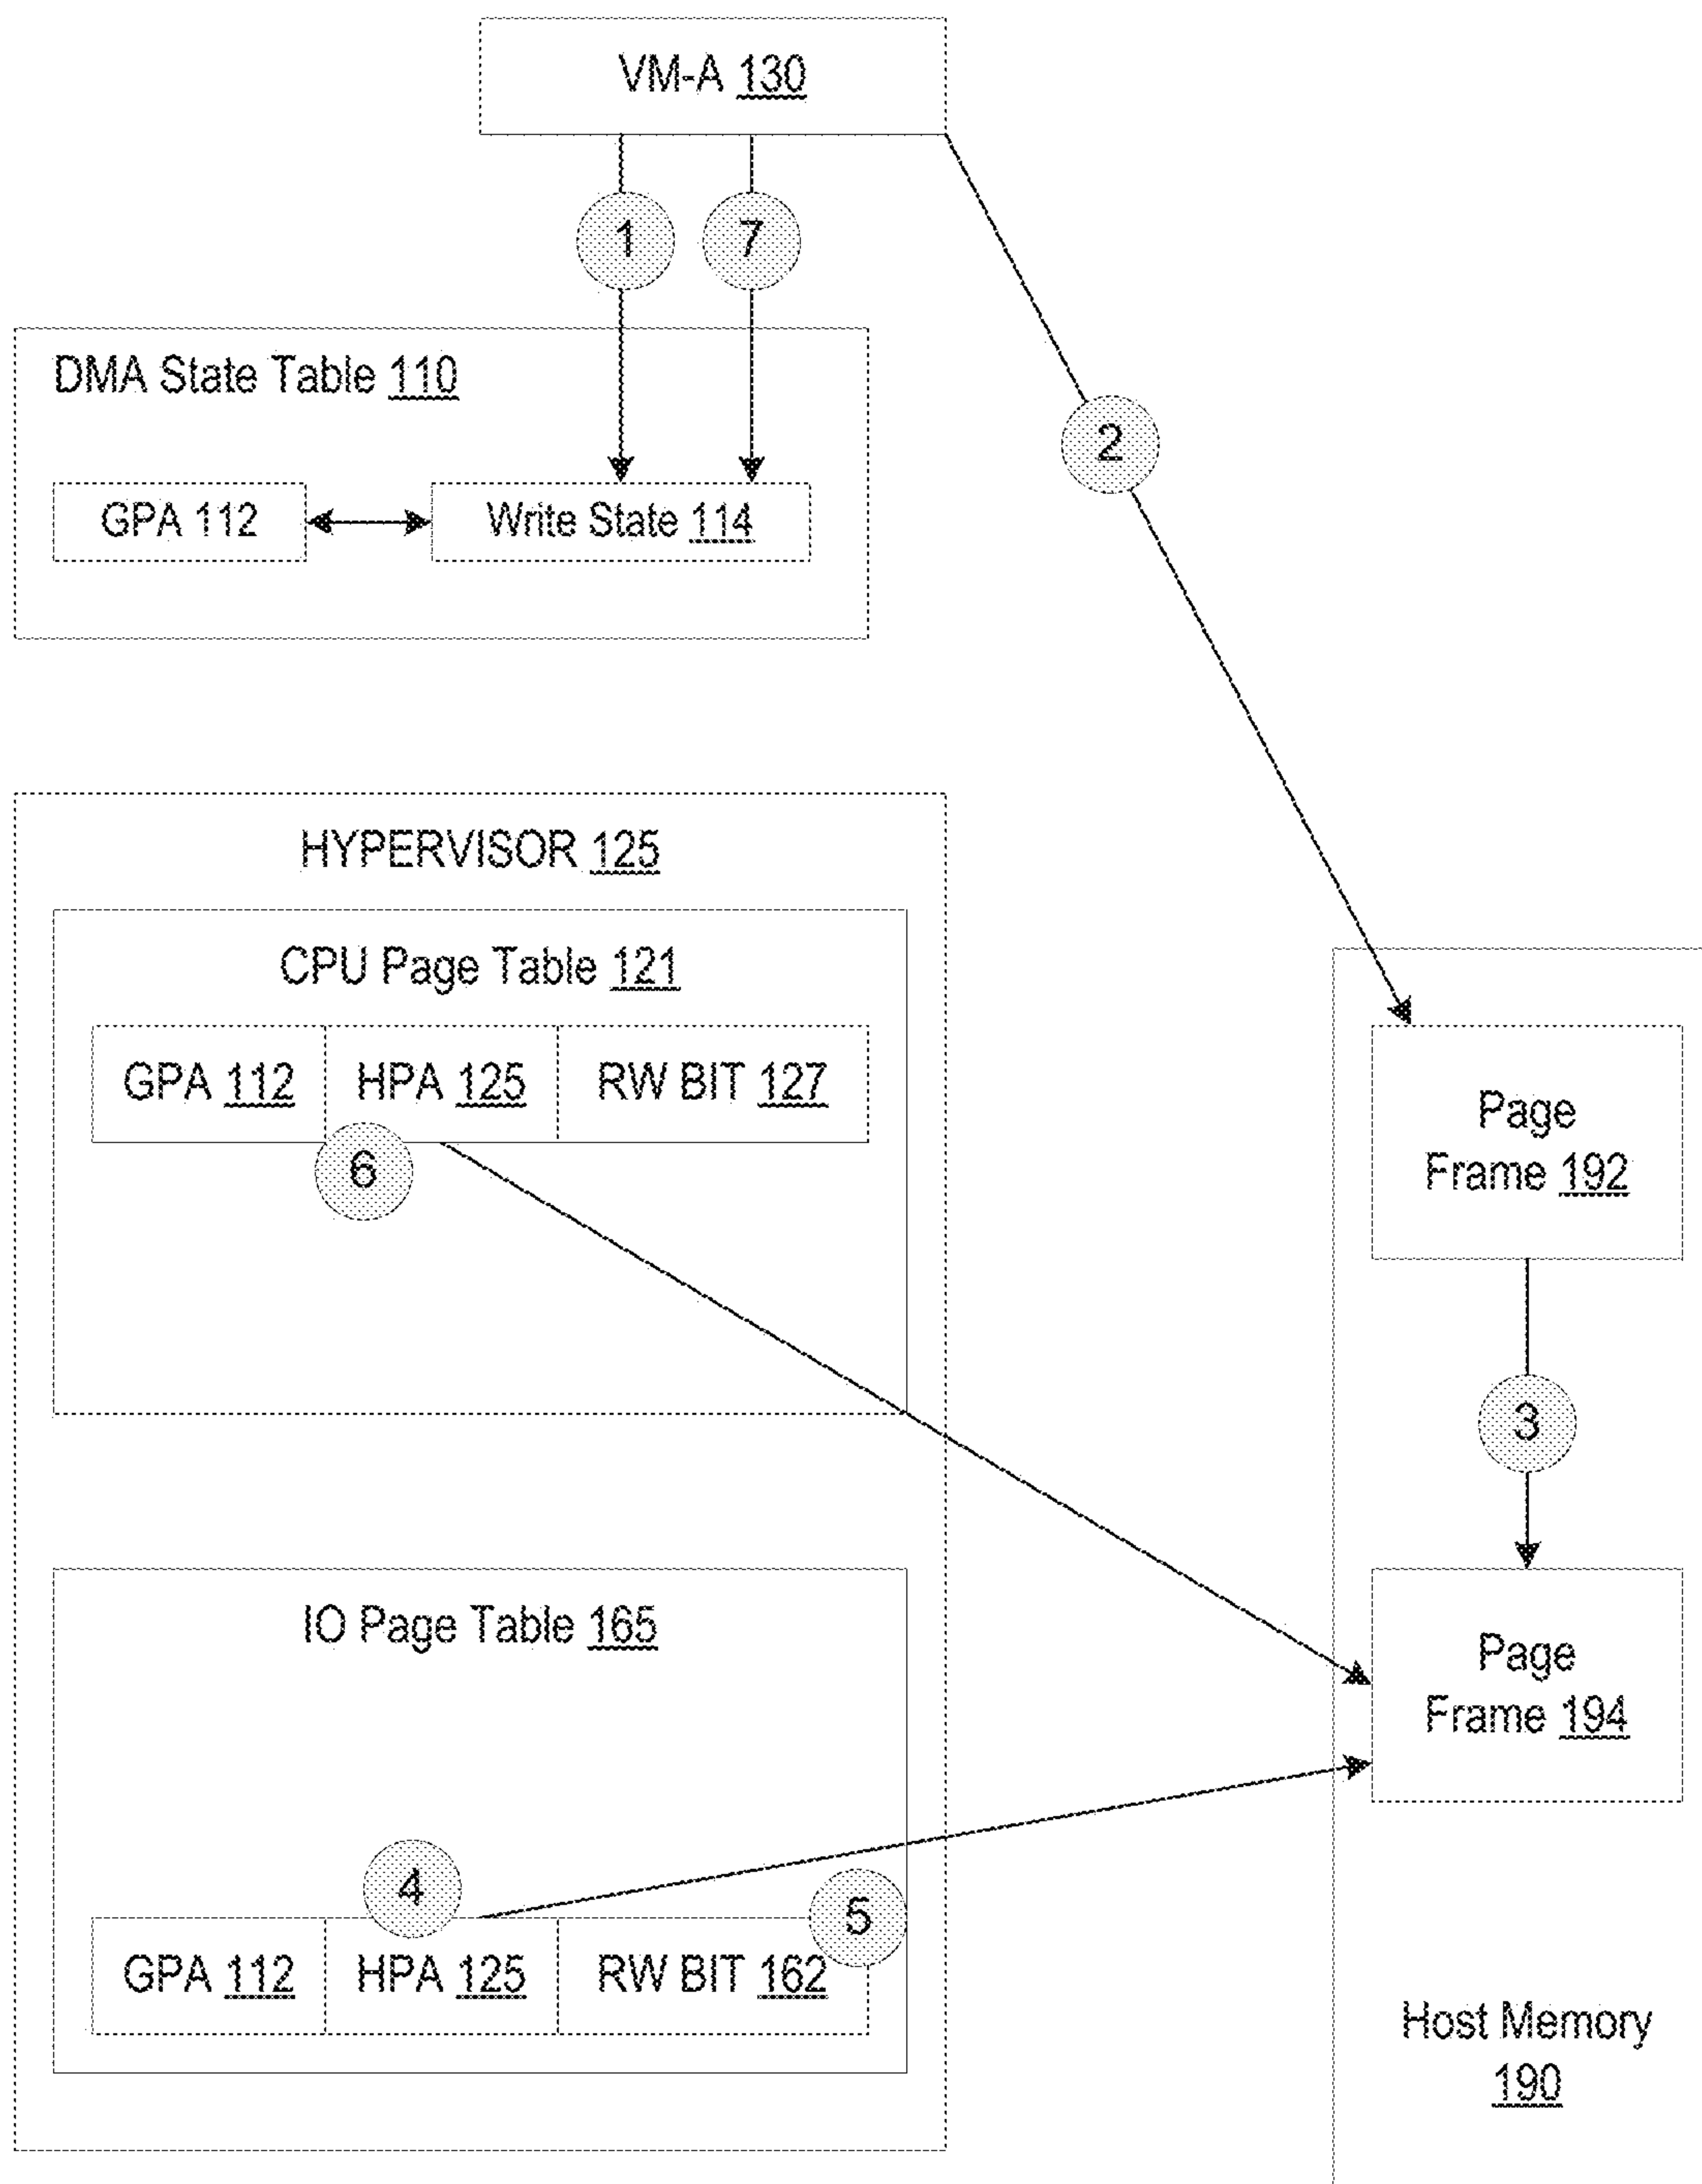 VM-A 130
1
7
DMA State Table 110
2
GPA 112
Write State 114
HYPERVISOR 125
CPU Page Table 121
GPA 112
HPA 125
RW BIT 127
6
Page
Frame 192
3
IO Page Table 165
Page
Frame 194
4
5
GPA 112
HPA 125
RW BIT 162
Host Memory
190